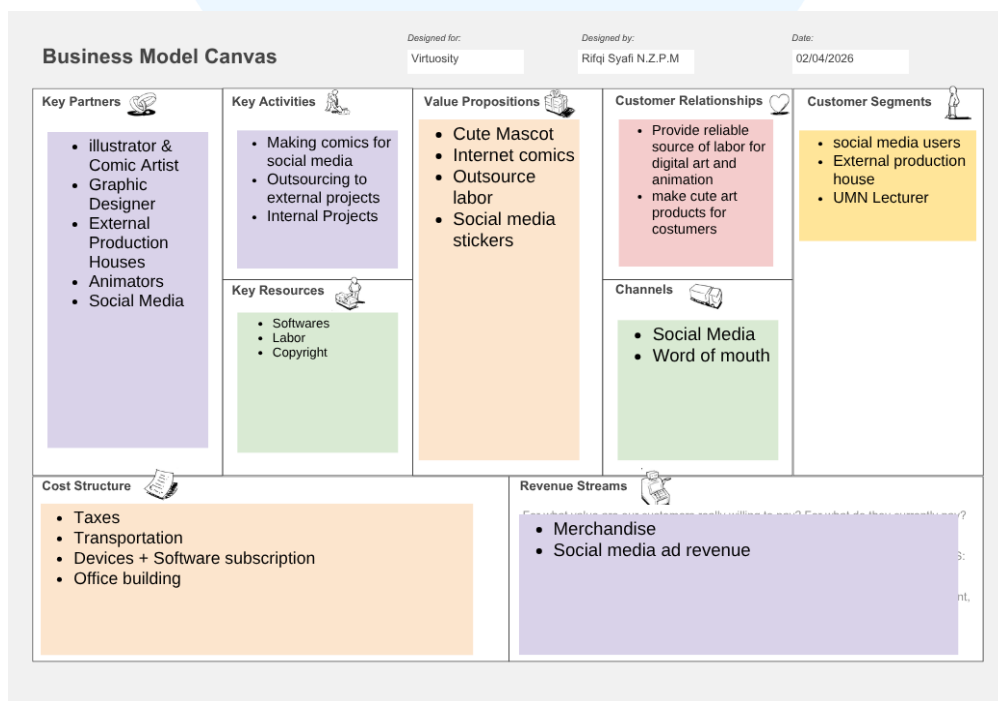 Designed for:
Designed by:
Date:
Business Model Canvas
Virtuosity
Rifqi Syafi N.Z.P.M
02/04/2026
Key Partners
illustrator &
Comic Artist
Graphic
Designer
External
Production
Houses
Animators
Social Media
Key Activities
Making comics for
social media
Outsourcing to
external projects
Internal Projects
Key Resources
Softwares
Labor
Copyright
Value Propositions
Cute Mascot
Internet comics
Outsource
labor
Social media
stickers
Customer Relationships
Provide reliable
source of labor for
digital art and
animation
make cute art
products for
costumers
Channels
Social Media
Word of mouth
Customer Segments
social media users
External production
house
UMN Lecturer
Cost Structure
Taxes
Transportation
Devices + Software subscription
Office building
Revenue Streams
Merchandise
Social media ad revenue